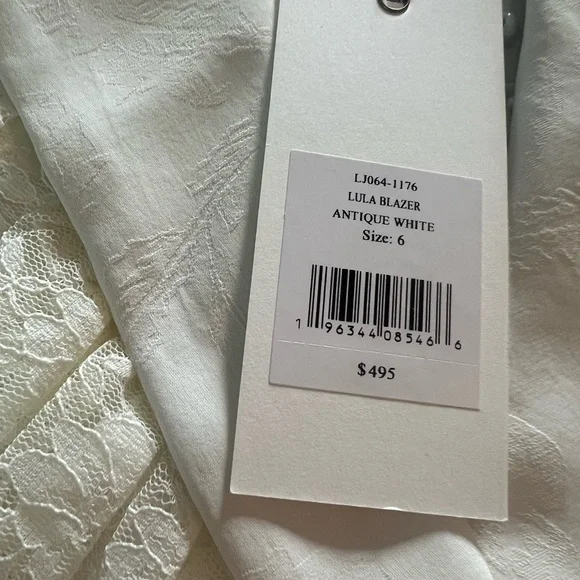 LJ064-1176
LULA BLAZER
ANTIQUE WHITE
Size: 6
1 96344 08546 6
$495